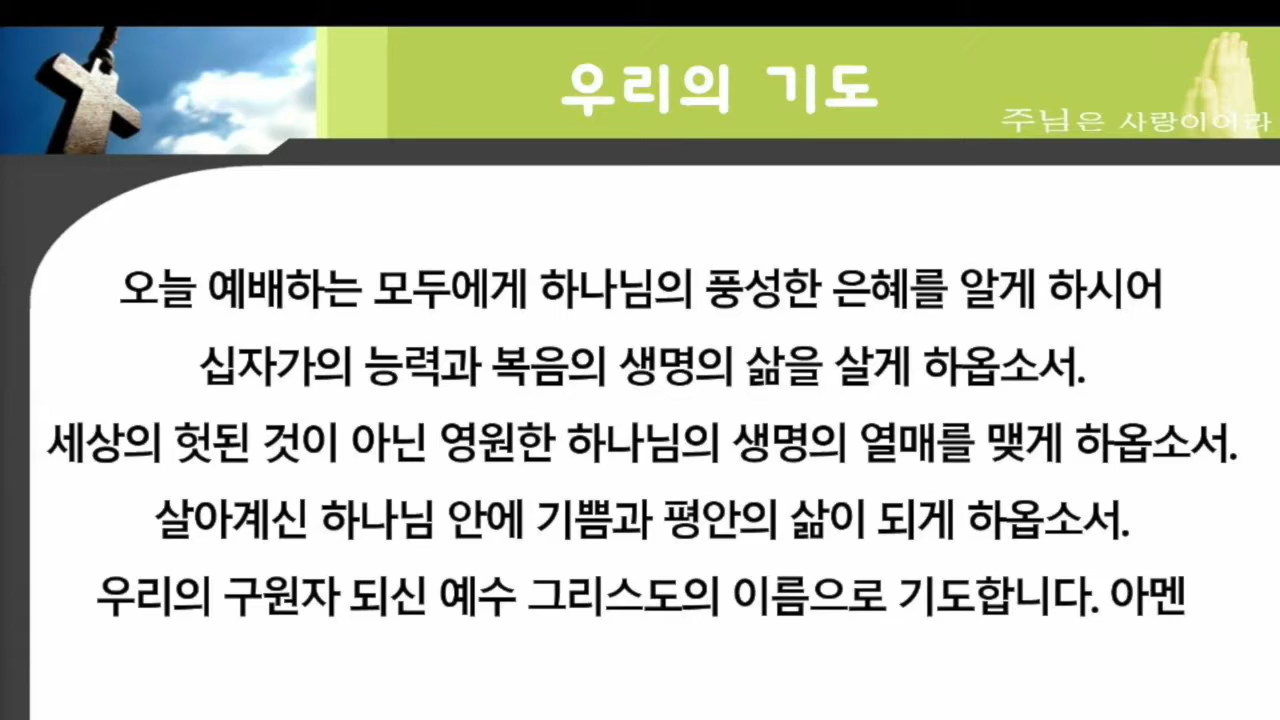 우리의 기도
주님은 사랑이어라
오늘 예배하는 모두에게 하나님의 풍성한 은혜를 알게 하시어
십자가의 능력과 복음의 생명의 삶을 살게 하옵소서.
세상의 헛된 것이 아닌 영원한 하나님의 생명의 열매를 맺게 하옵소서.
살아계신 하나님 안에 기쁨과 평안의 삶이 되게 하옵소서.
우리의 구원자 되신 예수 그리스도의 이름으로 기도합니다. 아멘